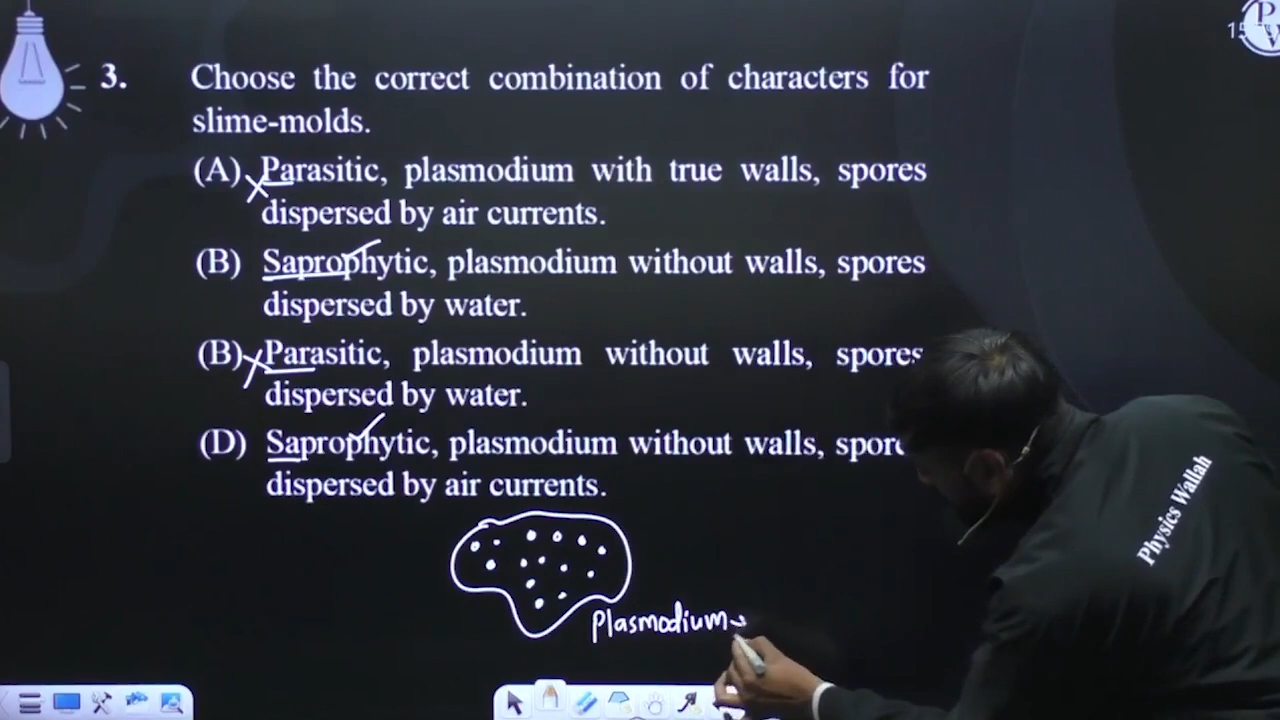 3. Choose the correct combination of characters for
slime-molds.
(A) Parasitic, plasmodium with true walls, spores
dispersed by air currents.
(B) Saprophytic, plasmodium without walls, spores
dispersed by water.
(B) Parasitic, plasmodium without walls, spores
dispersed by water.
(D) Saprophytic, plasmodium without walls,
dispersed by air currents.
Plasmodium
Physics Wallah